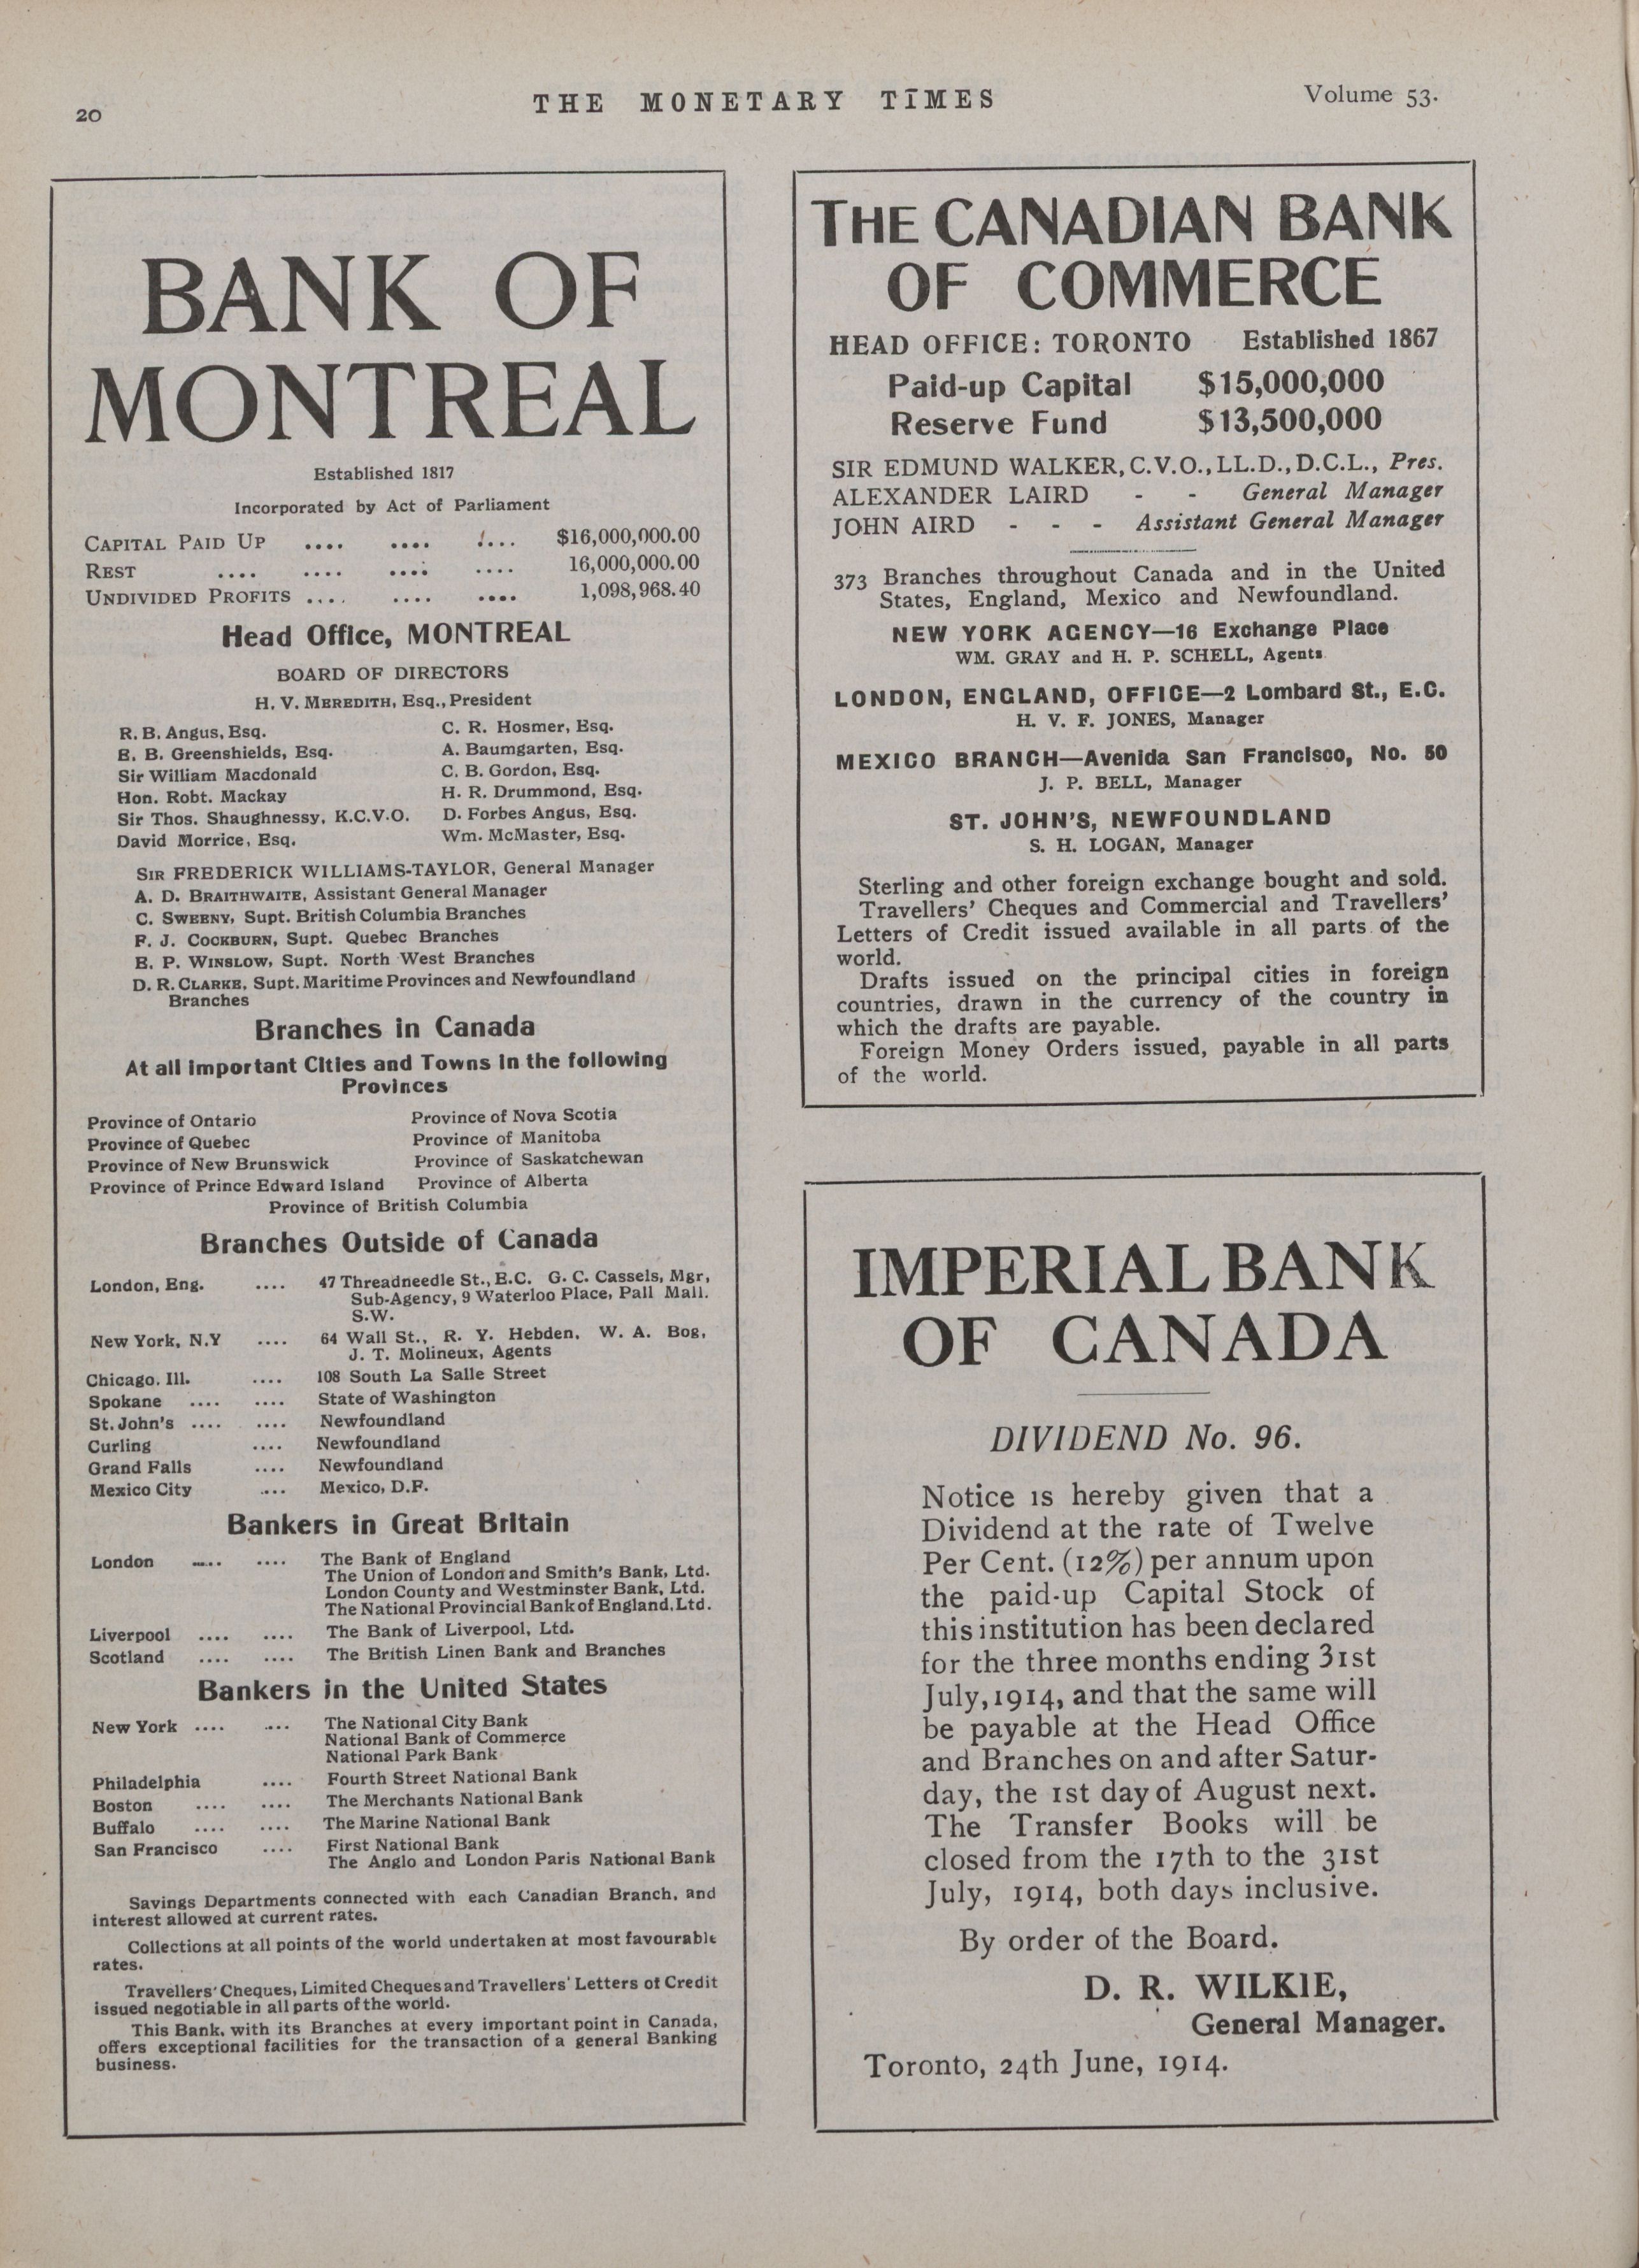 20
THE MONETARY TIMES
Volume 53.
BANK OF
MONTREAL
Established 1817
Incorporated by Act of Parliament
CAPITAL PAID UP .... .... .... $16,000,000.00
REST .... .... .... .... 16,000,000.00
UNDIVIDED PROFITS .... .... .... 1,098,968.40
Head Office, MONTREAL
BOARD OF DIRECTORS
H. V. MEREDITH, Esq., President
R. B. Angus, Esq. C. R. Hosmer, Esq.
E. B. Greenshields, Esq. A. Baumgarten, Esq.
Sir William Macdonald C. B. Gordon, Esq.
Hon. Robt. Mackay H. R. Drummond, Esq.
Sir Thos. Shaughnessy, K.C.V.O. D. Forbes Angus, Esq.
David Morrice, Esq. Wm. McMaster, Esq.
SIR FREDERICK WILLIAMS-TAYLOR, General Manager
A. D. BRAITHWAITE, Assistant General Manager
C. SWEENY, Supt. British Columbia Branches
F. J. COCKBURN, Supt. Quebec Branches
E. P. WINSLOW, Supt. North West Branches
D. R. CLARKE, Supt. Maritime Provinces and Newfoundland
Branches
Branches in Canada
At all important Cities and Towns in the following
Provinces
Province of Ontario Province of Nova Scotia
Province of Quebec Province of Manitoba
Province of New Brunswick Province of Saskatchewan
Province of Prince Edward Island Province of Alberta
Province of British Columbia
Branches Outside of Canada
London, Eng. .... 47 Threadneedle St., E.C. G. C. Cassels, Mgr,
Sub-Agency, 9 Waterloo Place, Pall Mall.
S.W.
New York, N.Y .... 64 Wall St., R. Y. Hebden, W. A. Bog,
J. T. Molineux, Agents
Chicago, Ill. .... 108 South La Salle Street
Spokane .... .... State of Washington
St. John's .... .... Newfoundland
Curling .... Newfoundland
Grand Falls .... Newfoundland
Mexico City .... Mexico, D.F.
Bankers in Great Britain
London .... .... The Bank of England
The Union of London and Smith's Bank, Ltd.
London County and Westminster Bank, Ltd.
The National Provincial Bank of England, Ltd.
Liverpool .... .... The Bank of Liverpool, Ltd.
Scotland .... .... The British Linen Bank and Branches
Bankers in the United States
New York .... .... The National City Bank
National Bank of Commerce
National Park Bank
Philadelphia .... Fourth Street National Bank
Boston .... .... The Merchants National Bank
Buffalo .... .... The Marine National Bank
San Francisco .... First National Bank
The Anglo and London Paris National Bank
Savings Departments connected with each Canadian Branch, and
interest allowed at current rates.
Collections at all points of the world undertaken at most favourable
rates.
Travellers' Cheques, Limited Cheques and Travellers' Letters of Credit
issued negotiable in all parts of the world.
This Bank, with its Branches at every important point in Canada,
offers exceptional facilities for the transaction of a general Banking
business.
THE CANADIAN BANK
OF COMMERCE
HEAD OFFICE: TORONTO Established 1867
Paid-up Capital $15,000,000
Reserve Fund $13,500,000
SIR EDMUND WALKER, C.V.O., LL.D., D.C.L., Pres.
ALEXANDER LAIRD - - General Manager
JOHN AIRD - - - Assistant General Manager
373 Branches throughout Canada and in the United
States, England, Mexico and Newfoundland.
NEW YORK AGENCY—16 Exchange Place
WM. GRAY and H. P. SCHELL, Agents
LONDON, ENGLAND, OFFICE—2 Lombard St., E.C.
H. V. F. JONES, Manager
MEXICO BRANCH—Avenida San Francisco, No. 50
J. P. BELL, Manager
ST. JOHN'S, NEWFOUNDLAND
S. H. LOGAN, Manager
Sterling and other foreign exchange bought and sold.
Travellers' Cheques and Commercial and Travellers'
Letters of Credit issued available in all parts of the
world.
Drafts issued on the principal cities in foreign
countries, drawn in the currency of the country in
which the drafts are payable.
Foreign Money Orders issued, payable in all parts
of the world.
IMPERIAL BANK
OF CANADA
DIVIDEND No. 96.
Notice is hereby given that a
Dividend at the rate of Twelve
Per Cent. (12%) per annum upon
the paid-up Capital Stock of
this institution has been declared
for the three months ending 31st
July, 1914, and that the same will
be payable at the Head Office
and Branches on and after Satur-
day, the 1st day of August next.
The Transfer Books will be
closed from the 17th to the 31st
July, 1914, both days inclusive.
By order of the Board.
D. R. WILKIE,
General Manager.
Toronto, 24th June, 1914.